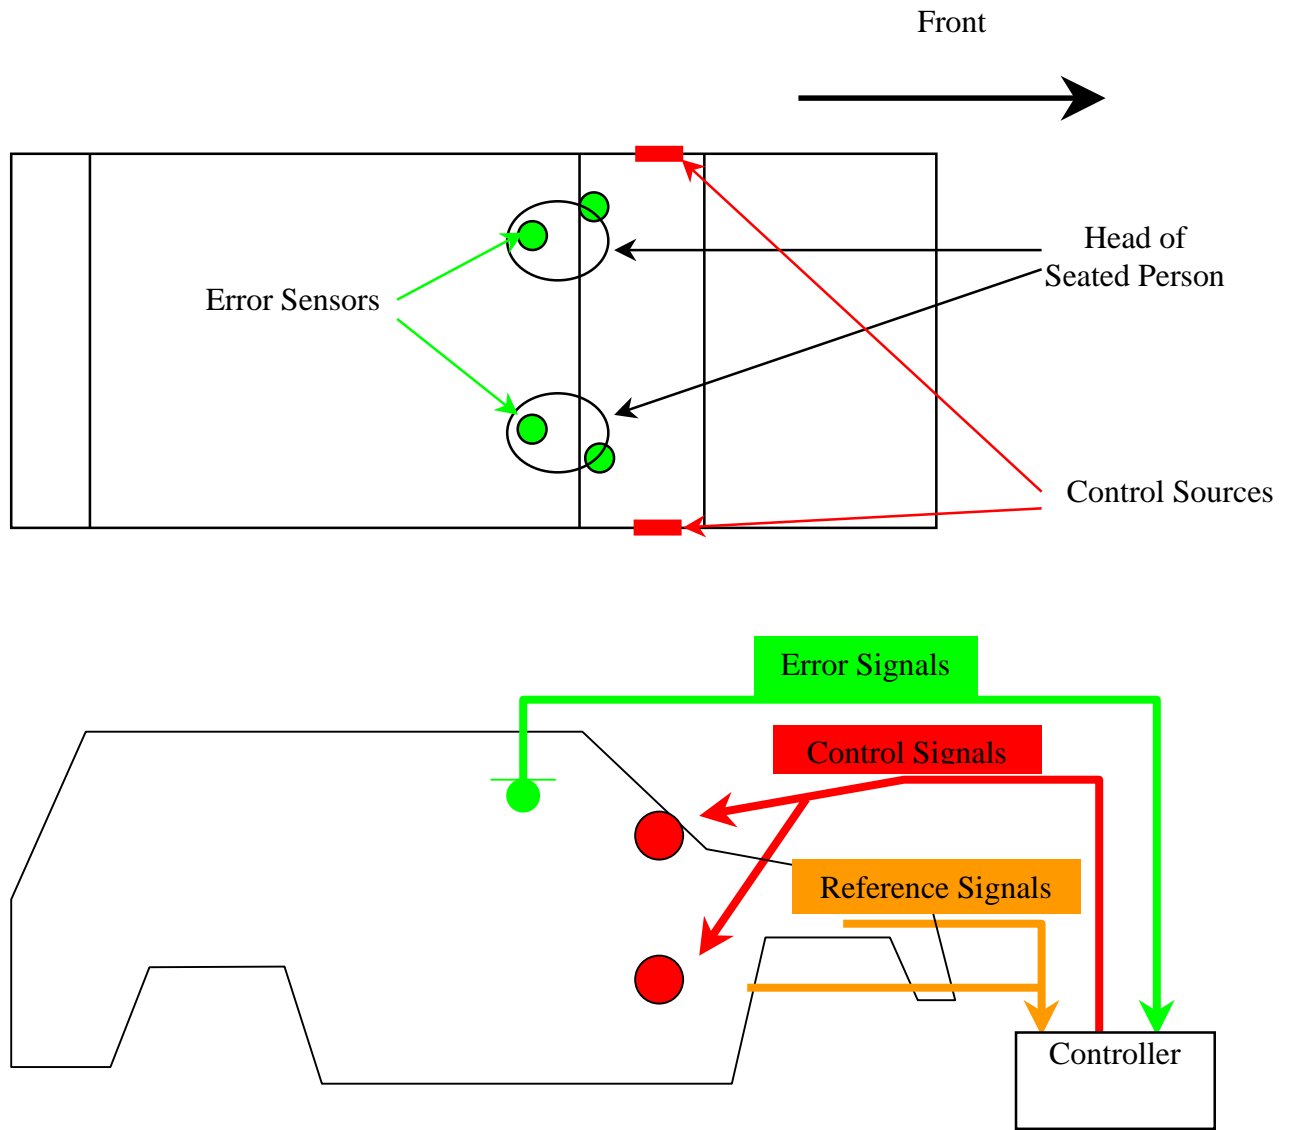 Front
Head of
Seated Person
Error Sensors
Control Sources
Error Signals
Control Signals
Reference Signals
Controller